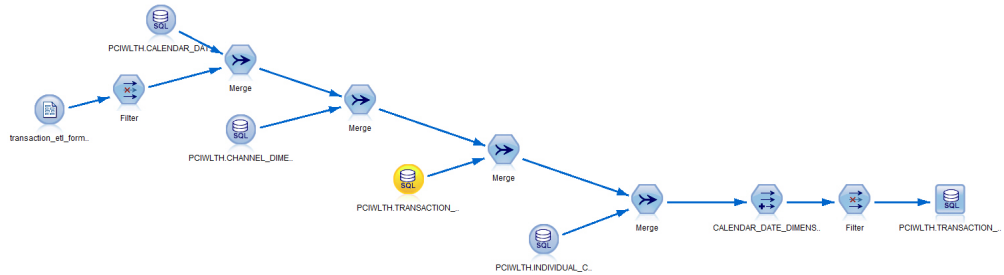 SQL
PCIWLTH.CALENDAR_DAY
Merge
Filter
transaction_etl_form..
Merge
SQL
PCIWLTH.CHANNEL_DIME..
Merge
SQL
PCIWLTH.TRANSACTION_..
Merge
CALENDAR_DATE_DIMENS..
Filter
SQL
PCIWLTH.TRANSACTION_..
SQL
PCIWLTH.INDIVIDUAL_C..